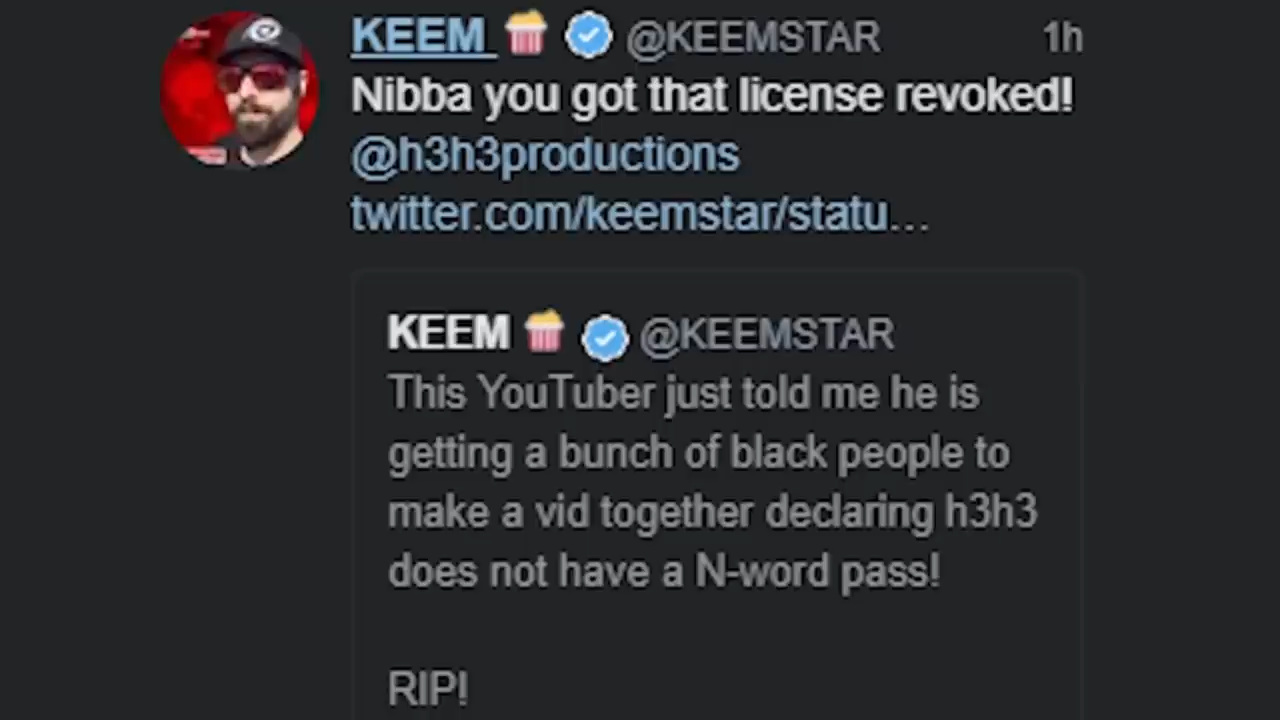 KEEM 🍿 @KEEMSTAR 1h
Nibba you got that license revoked!
@h3h3productions
twitter.com/keemstar/statu...
KEEM 🍿 @KEEMSTAR
This YouTuber just told me he is
getting a bunch of black people to
make a vid together declaring h3h3
does not have a N-word pass!
RIP!